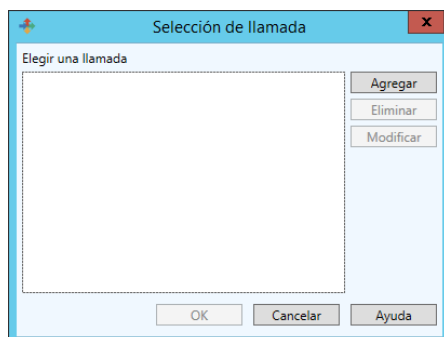 Selección de llamada
x
Elegir una llamada
Agregar
Eliminar
Modificar
OK Cancelar Ayuda